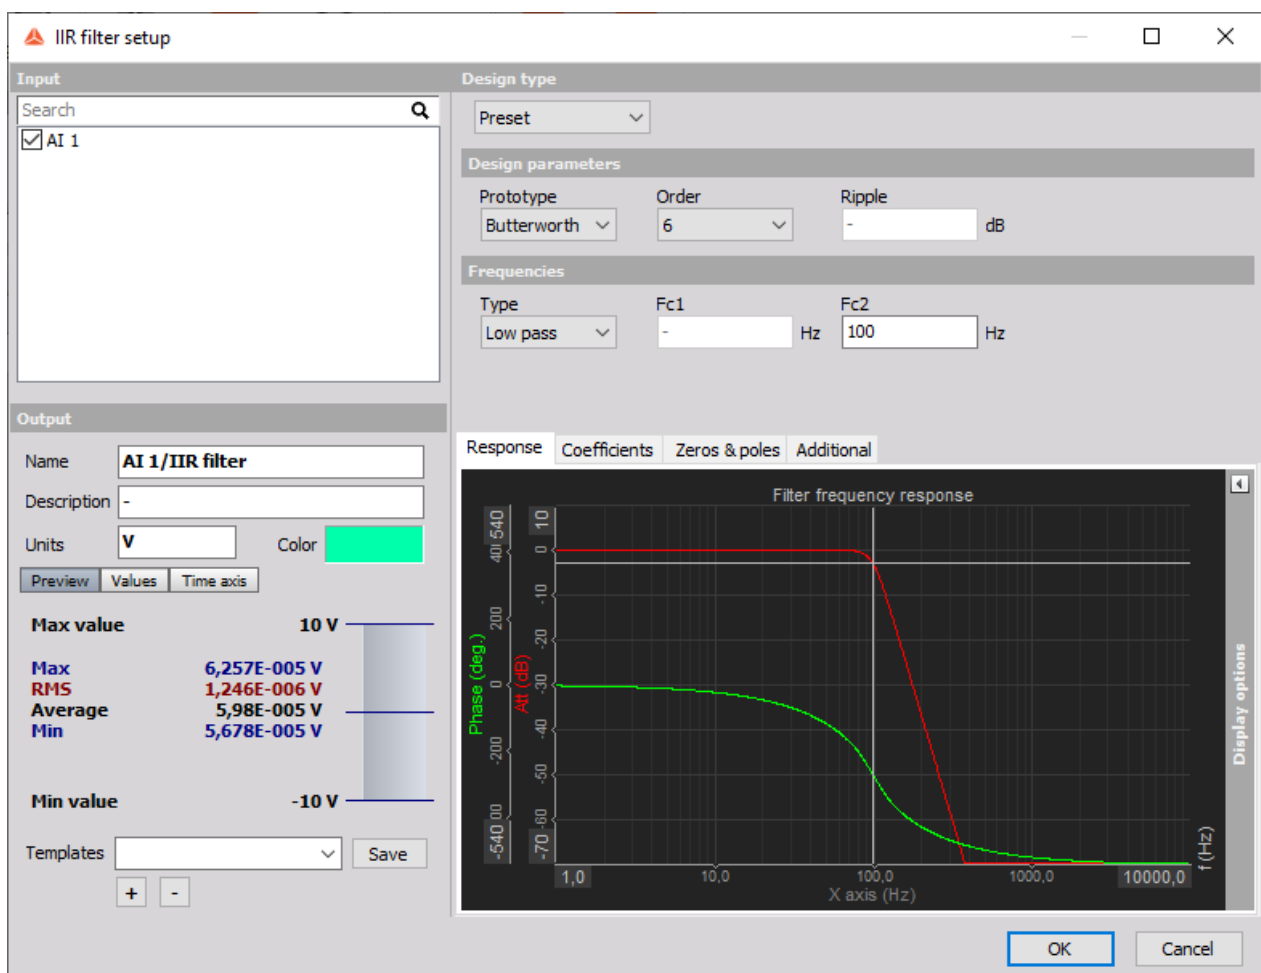 IIR filter setup
Input
Search
AI 1
Output
Name AI 1/IIR filter
Description -
Units V Color
Preview Values Time axis
Max value 10 V
Max 6,257E-005 V
RMS 1,246E-006 V
Average 5,98E-005 V
Min 5,678E-005 V
Min value -10 V
Templates Save
+ -
Design type
Preset
Design parameters
Prototype Order Ripple
Butterworth 6 - dB
Frequencies
Type Fc1 Fc2
Low pass - Hz 100 Hz
Response Coefficients Zeros & poles Additional
Filter frequency response
Phase (deg.)
540
400
200
0
-200
-540
Att (dB)
10
0
-10
-20
-30
-40
-50
-60
-70
1,0 10,0 100,0 1000,0 10000,0
X axis (Hz)
f (Hz)
Display options
OK Cancel